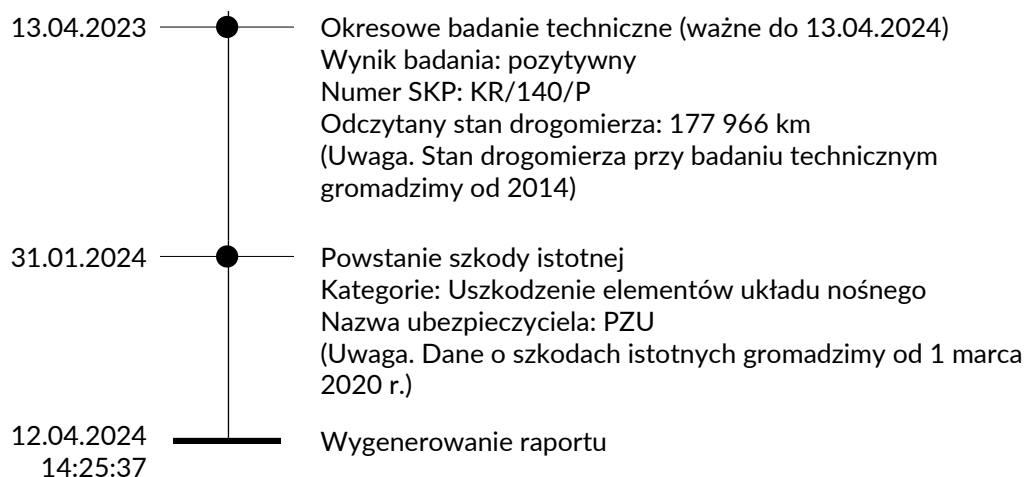 13.04.2023
Okresowe badanie techniczne (ważne do 13.04.2024)
Wynik badania: pozytywny
Numer SKP: KR/140/P
Odczytany stan drogomierza: 177 966 km
(Uwaga. Stan drogomierza przy badaniu technicznym
gromadzimy od 2014)
31.01.2024
Powstanie szkody istotnej
Kategorie: Uszkodzenie elementów układu nośnego
Nazwa ubezpieczyciela: PZU
(Uwaga. Dane o szkodach istotnych gromadzimy od 1 marca
2020 r.)
12.04.2024
14:25:37
Wygenerowanie raportu